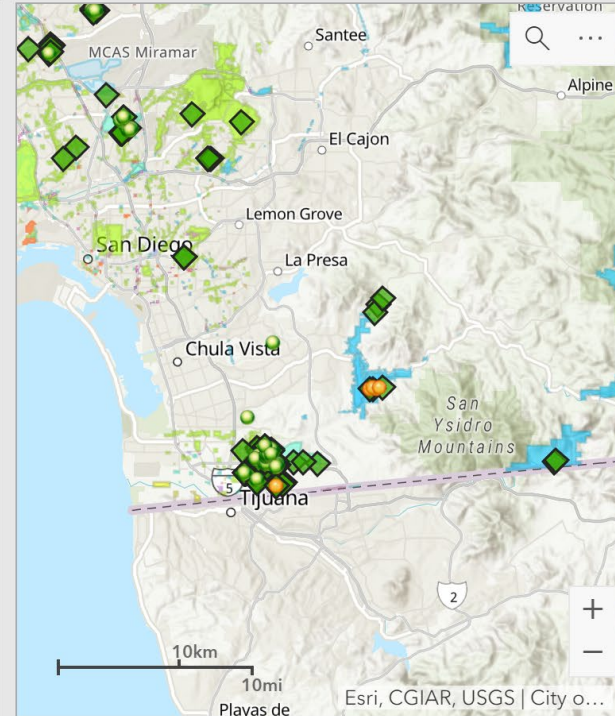 Reservation
MCAS Miramar
Santee
...
Alpine
El Cajon
Lemon Grove
San Diego
La Presa
Chula Vista
San
Ysidro
Mountains
5
Tijuana
2
+
−
10km
10mi
Esri, CGIAR, USGS | City o...
Playas de